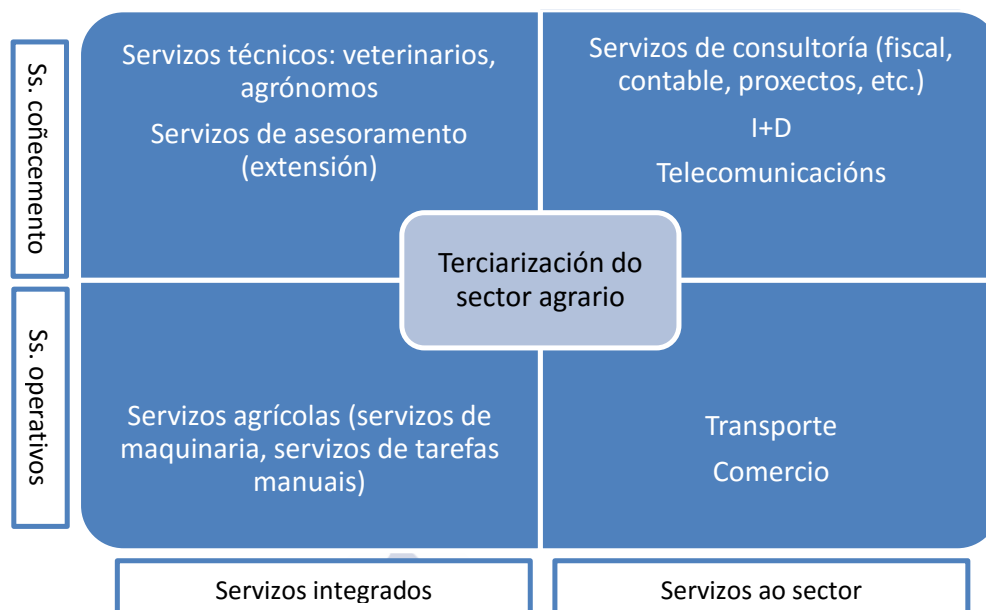 Ss. coñecemento
Servizos técnicos: veterinarios,
agrónomos
Servizos de asesoramento
(extensión)
Servizos de consultoría (fiscal,
contable, proxectos, etc.)
I+D
Telecomunicacións
Terciarización do
sector agrario
Ss. operativos
Servizos agrícolas (servizos de
maquinaria, servizos de tarefas
manuais)
Transporte
Comercio
Servizos integrados
Servizos ao sector